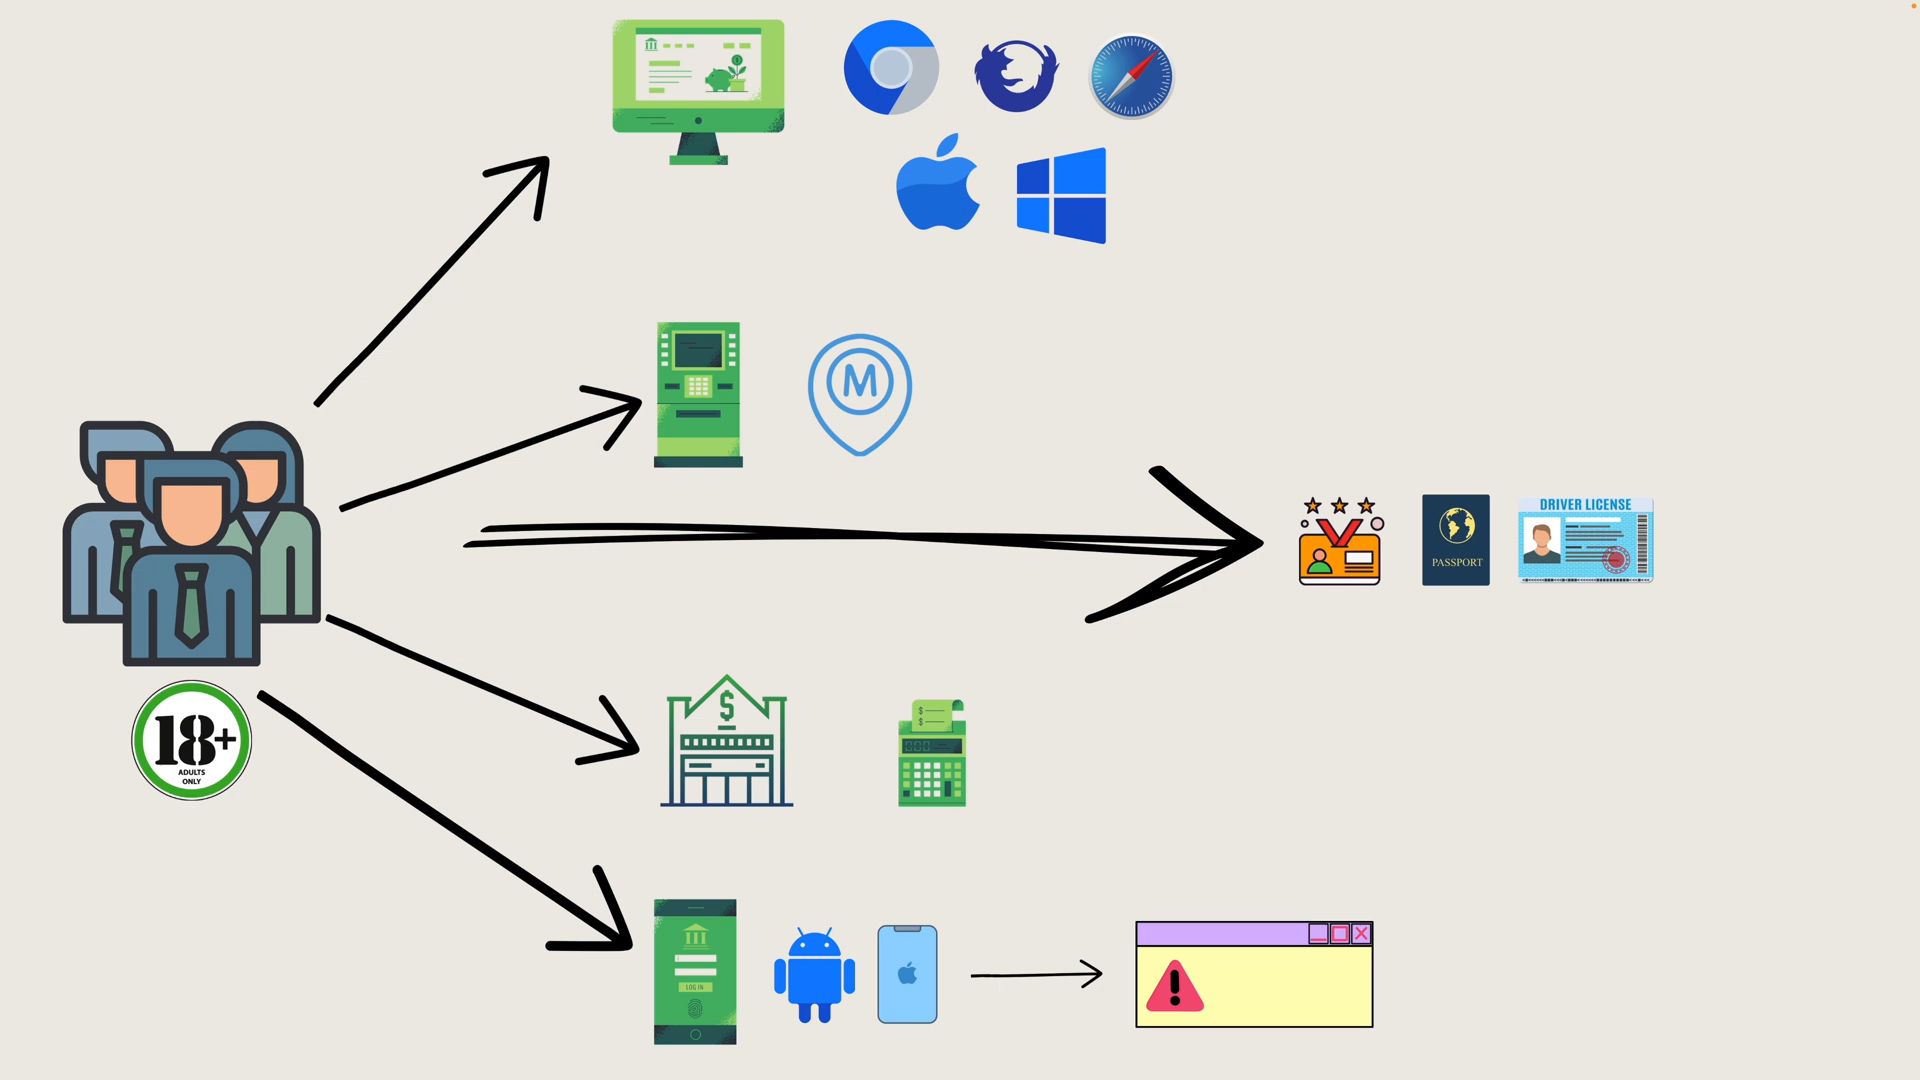 M
DRIVER LICENSE
PASSPORT
$
$
$
18+
ADULTS
ONLY
LOG IN